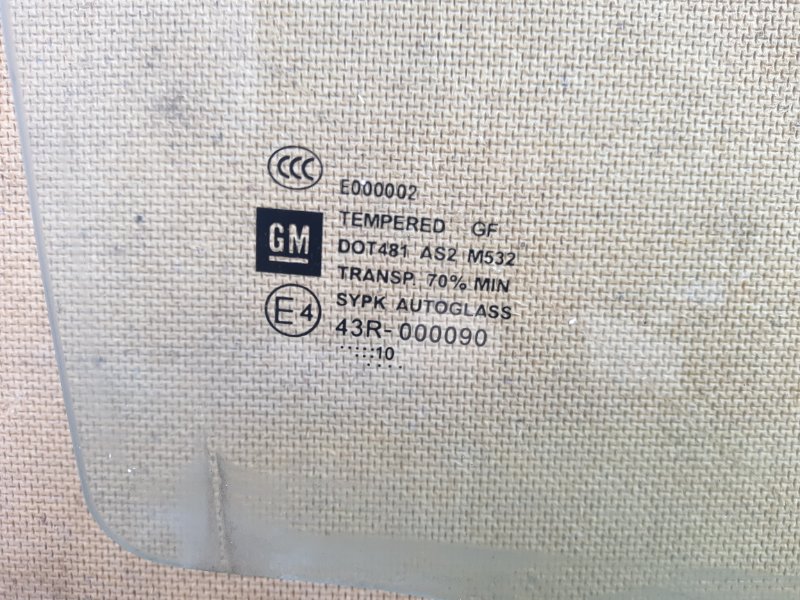 CCC
E000002
GM
TEMPERED GF
DOT481 AS2 M532
TRANSP. 70% MIN
SYPK AUTOGLASS
E4
43R-000090
······10